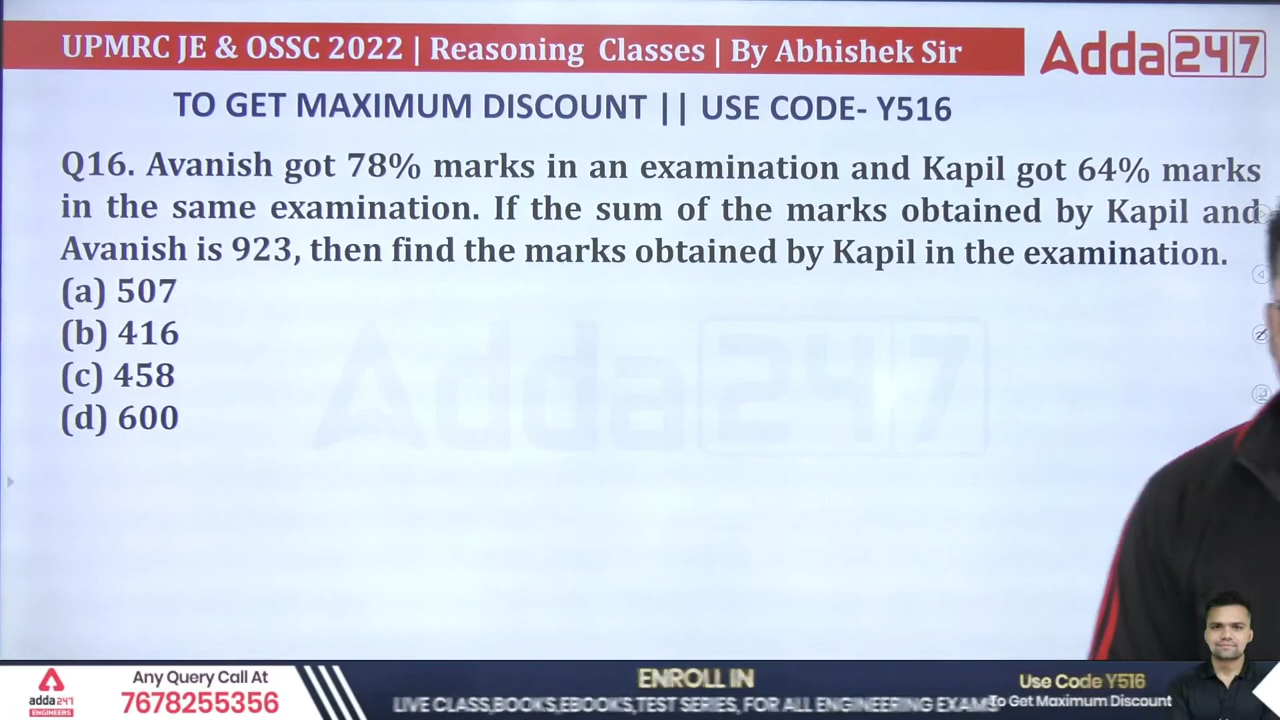 UPMRC JE & OSSC 2022 | Reasoning Classes | By Abhishek Sir
Adda247
TO GET MAXIMUM DISCOUNT || USE CODE- Y516
Q16. Avanish got 78% marks in an examination and Kapil got 64% marks
in the same examination. If the sum of the marks obtained by Kapil and
Avanish is 923, then find the marks obtained by Kapil in the examination.
(a) 507
(b) 416
(c) 458
(d) 600
Adda247
adda247
ENGINEERS
Any Query Call At
7678255356
ENROLL IN
LIVE CLASS,BOOKS,EBOOKS,TEST SERIES, FOR ALL ENGINEERING EXAMS
Use Code Y516
To Get Maximum Discount